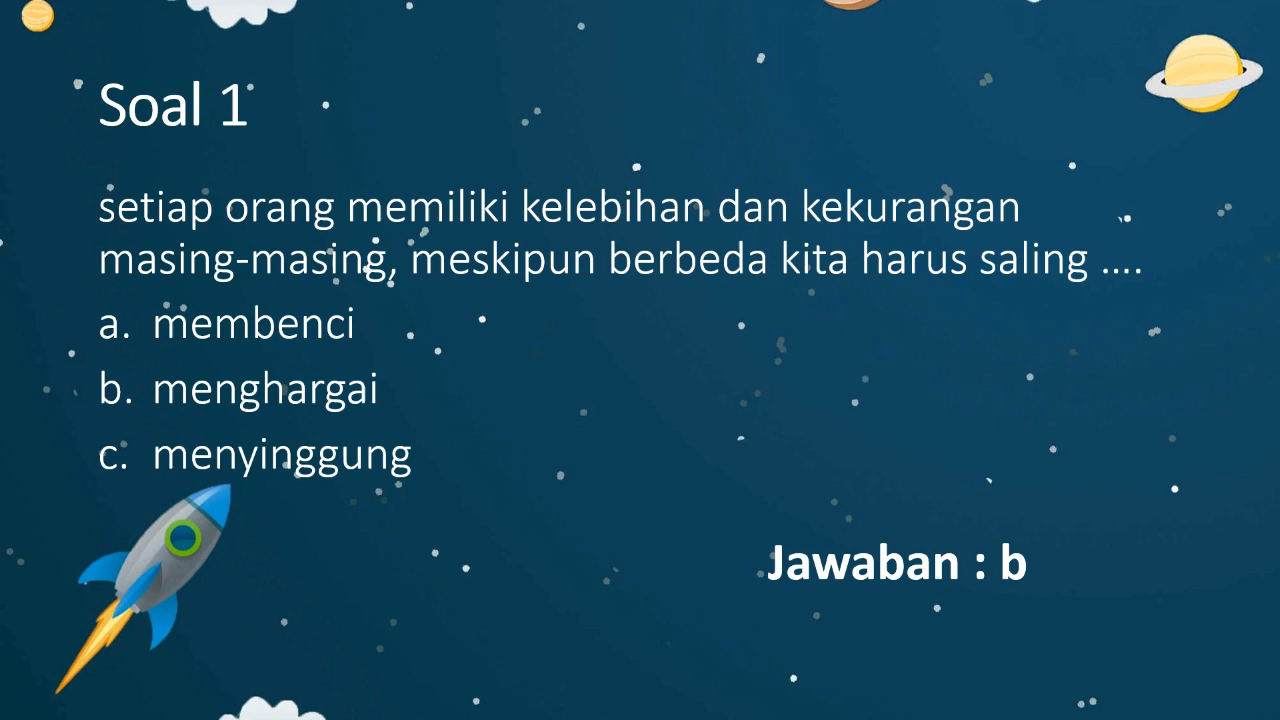 Soal 1
setiap orang memiliki kelebihan dan kekurangan
masing-masing, meskipun berbeda kita harus saling ....
a. membenci
b. menghargai
c. menyinggung
Jawaban : b